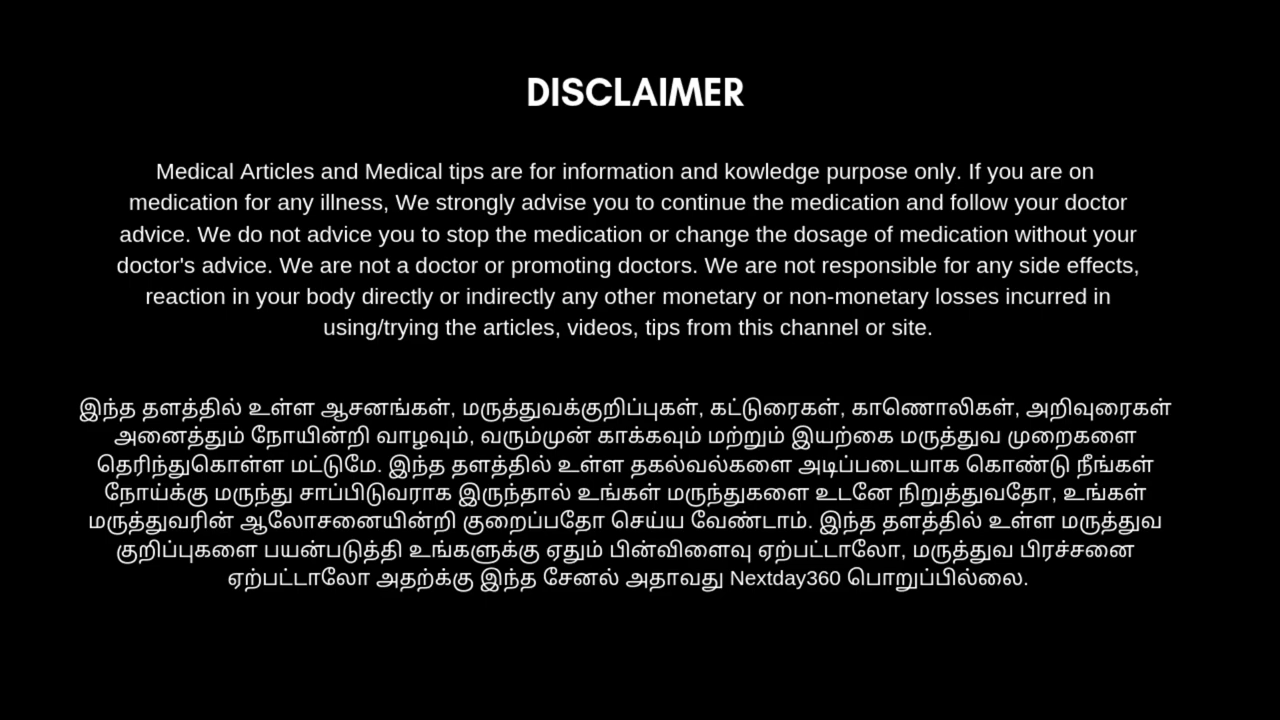 DISCLAIMER
Medical Articles and Medical tips are for information and kowledge purpose only. If you are on
medication for any illness, We strongly advise you to continue the medication and follow your doctor
advice. We do not advice you to stop the medication or change the dosage of medication without your
doctor's advice. We are not a doctor or promoting doctors. We are not responsible for any side effects,
reaction in your body directly or indirectly any other monetary or non-monetary losses incurred in
using/trying the articles, videos, tips from this channel or site.
இந்த தளத்தில் உள்ள ஆசனங்கள், மருத்துவக்குறிப்புகள், கட்டுரைகள், காணொலிகள், அறிவுரைகள்
அனைத்தும் நோயின்றி வாழவும், வரும்முன் காக்கவும் மற்றும் இயற்கை மருத்துவ முறைகளை
தெரிந்துகொள்ள மட்டுமே. இந்த தளத்தில் உள்ள தகல்வல்களை அடிப்படையாக கொண்டு நீங்கள்
நோய்க்கு மருந்து சாப்பிடுவராக இருந்தால் உங்கள் மருந்துகளை உடனே நிறுத்துவதோ, உங்கள்
மருத்துவரின் ஆலோசனையின்றி குறைப்பதோ செய்ய வேண்டாம். இந்த தளத்தில் உள்ள மருத்துவ
குறிப்புகளை பயன்படுத்தி உங்களுக்கு ஏதும் பின்விளைவு ஏற்பட்டாலோ, மருத்துவ பிரச்சனை
ஏற்பட்டாலோ அதற்க்கு இந்த சேனல் அதாவது Nextday360 பொறுப்பில்லை.